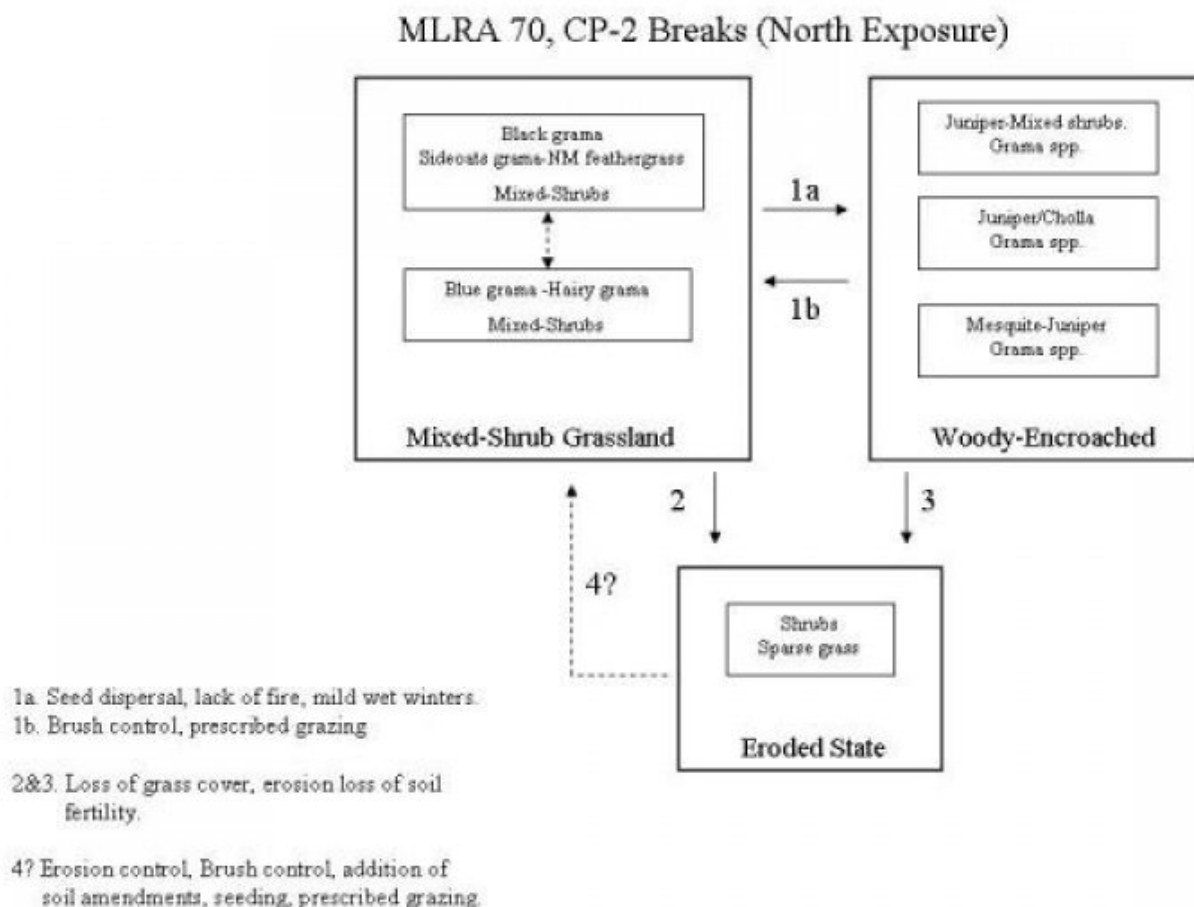 MLRA 70, CP-2 Breaks (North Exposure)
Black grama
Sideoats grama-NM feathergrass
Mixed-Shrubs
Blue grama -Hairy grama
Mixed-Shrubs
Mixed-Shrub Grassland
1a
1b
Juniper-Mixed shrubs.
Grama spp.
Juniper/Cholla
Grama spp.
Mesquite-Juniper
Grama spp.
Woody-Encroached
2
3
4?
Shrubs
Sparse grass
Eroded State
1a. Seed dispersal, lack of fire, mild wet winters.
1b. Brush control, prescribed grazing
2&3. Loss of grass cover, erosion loss of soil
fertility.
4? Erosion control, Brush control, addition of
soil amendments, seeding, prescribed grazing.